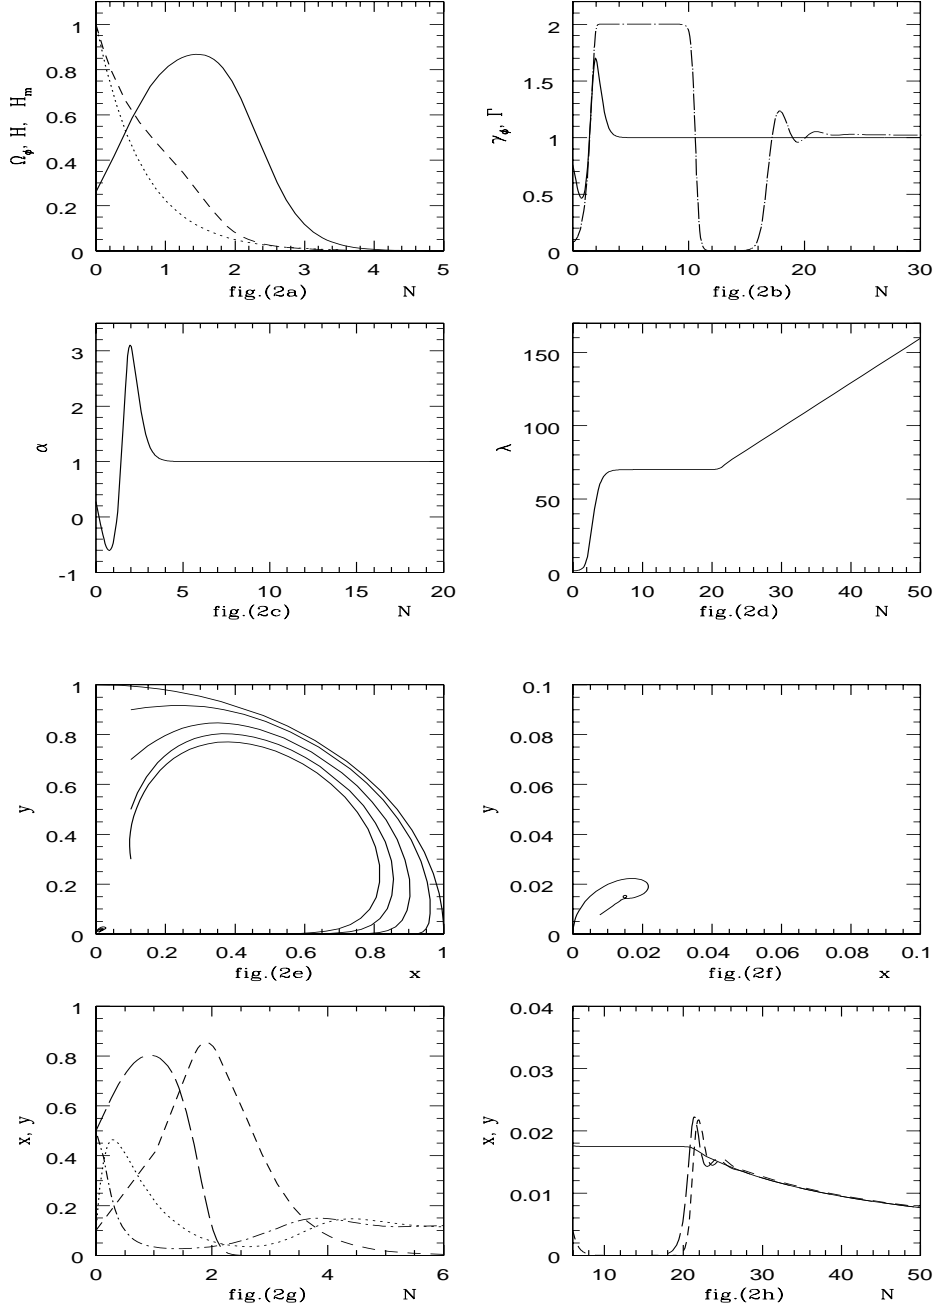 1
0.8
0.6
0.4
0.2
0
Ω_ϕ, H, H_m
0 1 2 3 4 5
fig.(2a) N
2
1.5
1
0.5
0
γ_ϕ, Γ
0 10 20 30
fig.(2b) N
3
2
1
0
-1
α
0 5 10 15 20
fig.(2c) N
150
100
50
0
λ
0 10 20 30 40 50
fig.(2d) N
1
0.8
0.6
0.4
0.2
0
y
0 0.2 0.4 0.6 0.8 1
fig.(2e) x
0.1
0.08
0.06
0.04
0.02
0
y
0 0.02 0.04 0.06 0.08 0.1
fig.(2f) x
1
0.8
0.6
0.4
0.2
0
x, y
0 2 4 6
fig.(2g) N
0.04
0.03
0.02
0.01
0
x, y
10 20 30 40 50
fig.(2h) N